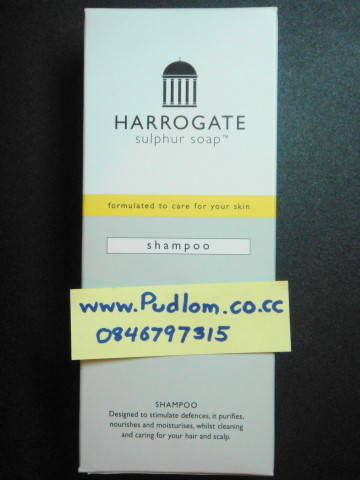 HARROGATE
sulphur soap™
formulated to care for your skin
shampoo
www.Pudlom.co.cc
0846797315
SHAMPOO
Designed to stimulate defences, it purifies,
nourishes and moisturises, whilst cleaning
and caring for your hair and scalp.